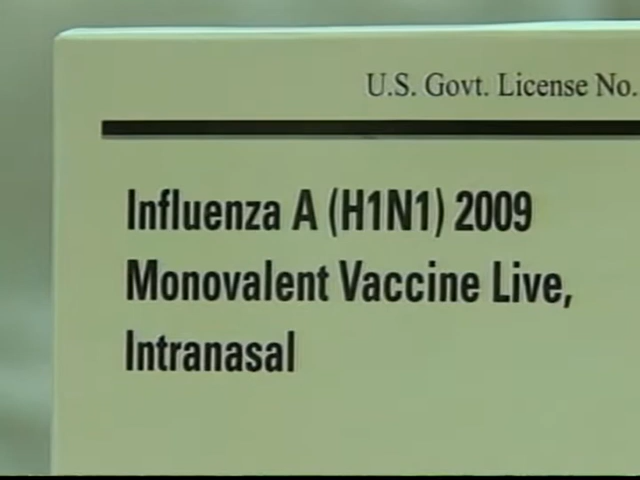 U.S. Govt. License No.
Influenza A (H1N1) 2009
Monovalent Vaccine Live,
Intranasal